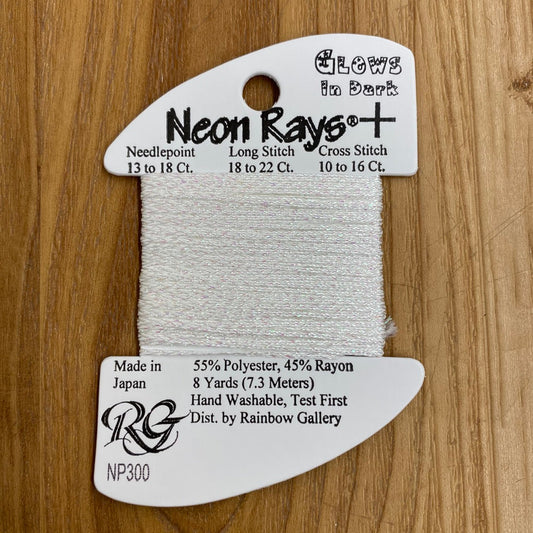 Glows
in Dark
Neon Rays®+
Needlepoint Long Stitch Cross Stitch
13 to 18 Ct. 18 to 22 Ct. 10 to 16 Ct.
Made in
Japan
55% Polyester, 45% Rayon
8 Yards (7.3 Meters)
Hand Washable, Test First
Dist. by Rainbow Gallery
RG
NP300